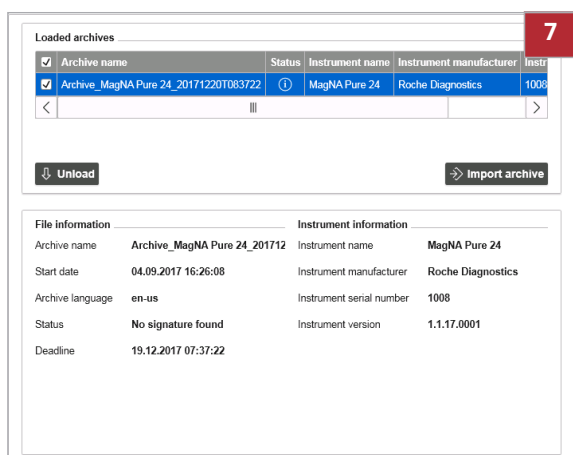 7
Loaded archives
Archive name Status Instrument name Instrument manufacturer Instr
Archive_MagNA Pure 24_20171220T083722 MagNA Pure 24 Roche Diagnostics 1008
Unload
Import archive
File information
Archive name Archive_MagNA Pure 24_201712
Start date 04.09.2017 16:26:08
Archive language en-us
Status No signature found
Deadline 19.12.2017 07:37:22
Instrument information
Instrument name MagNA Pure 24
Instrument manufacturer Roche Diagnostics
Instrument serial number 1008
Instrument version 1.1.17.0001